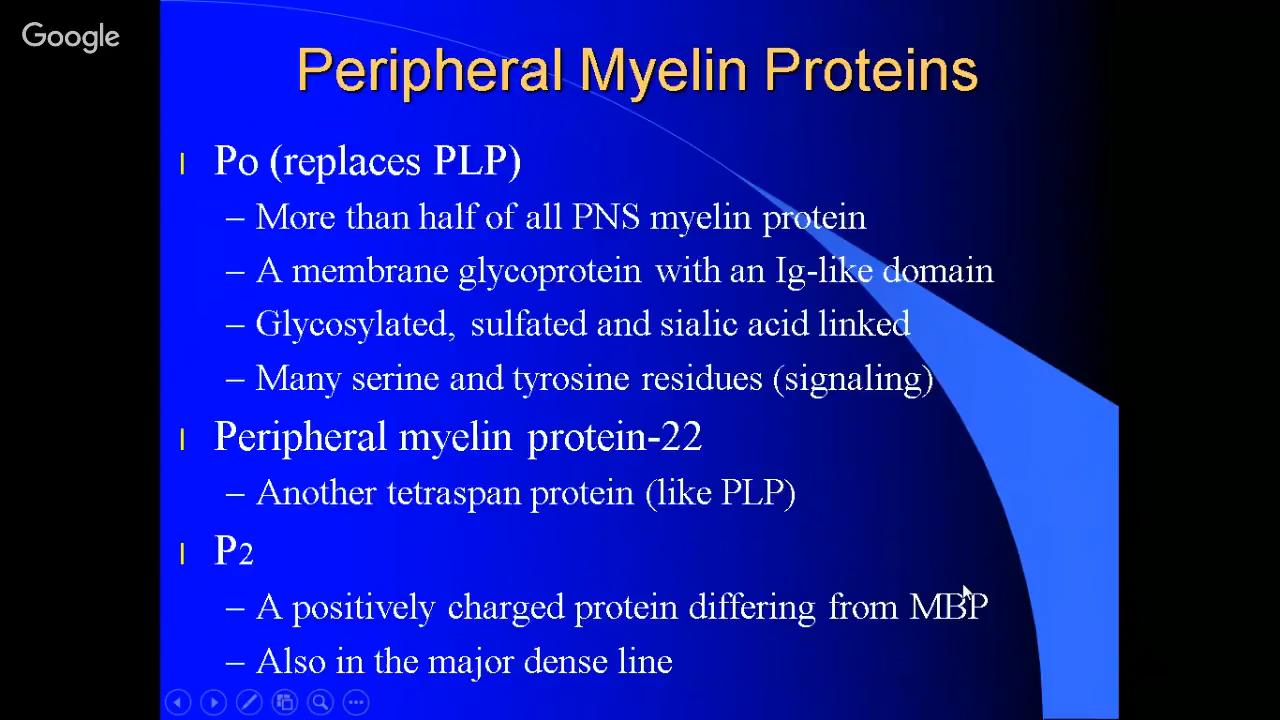 Google
Peripheral Myelin Proteins
Po (replaces PLP)
– More than half of all PNS myelin protein
– A membrane glycoprotein with an Ig-like domain
– Glycosylated, sulfated and sialic acid linked
– Many serine and tyrosine residues (signaling)
Peripheral myelin protein-22
– Another tetraspan protein (like PLP)
P2
– A positively charged protein differing from MBP
– Also in the major dense line